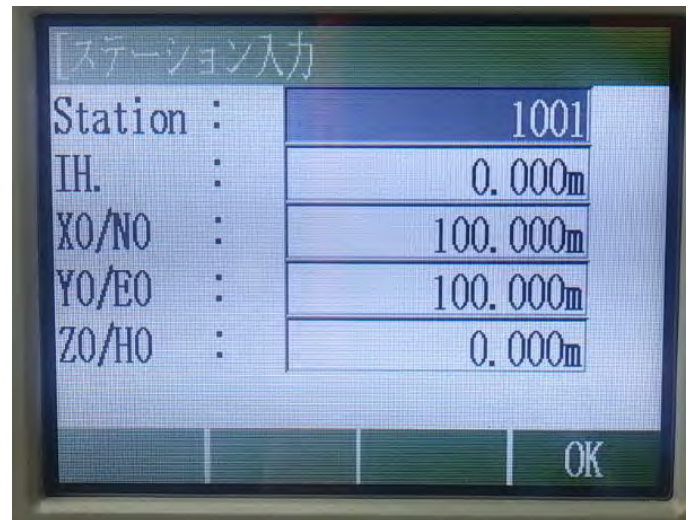 [ステーション入力
Station : 1001
IH. : 0.000m
X0/N0 : 100.000m
Y0/E0 : 100.000m
Z0/H0 : 0.000m
OK